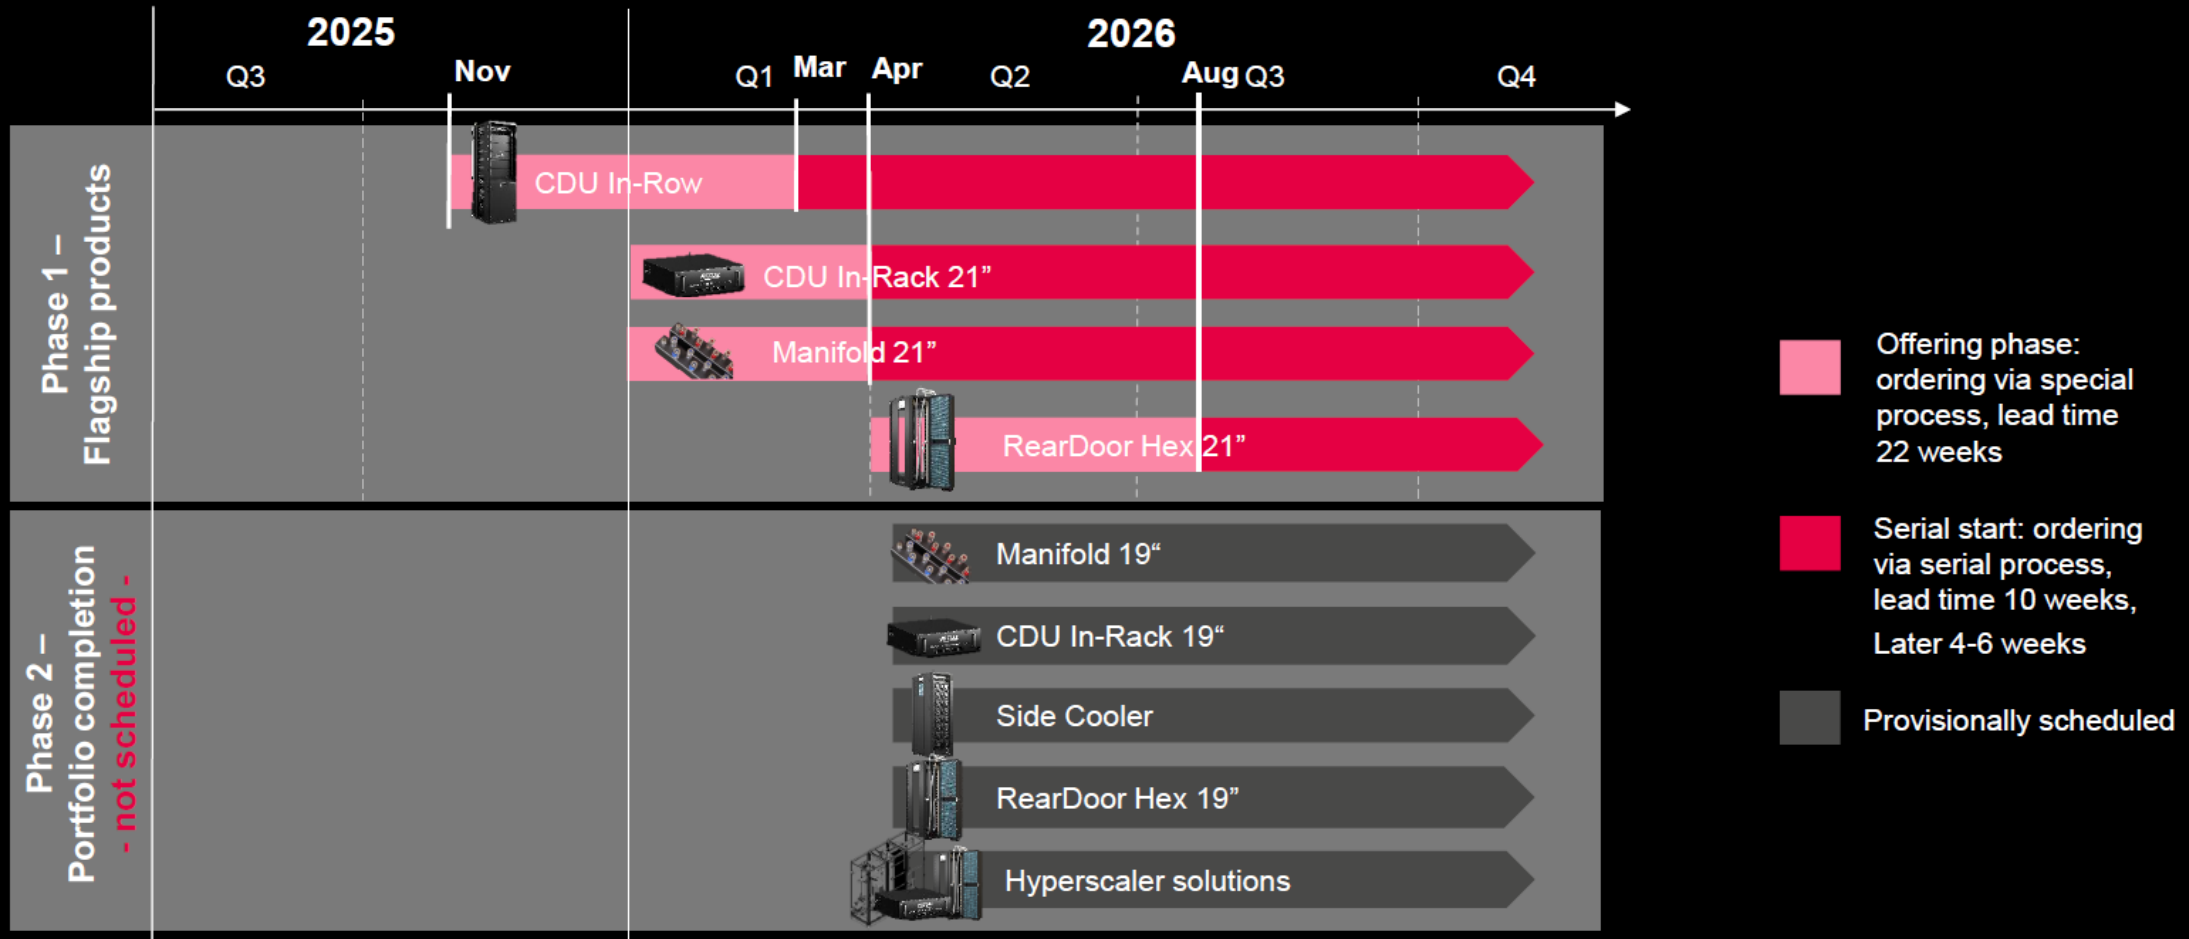 2025
2026
Q3
Nov
Q1
Mar
Apr
Q2
Aug
Q3
Q4
Phase 1 –
Flagship products
CDU In-Row
CDU In-Rack 21”
Manifold 21”
RearDoor Hex 21”
Phase 2 –
Portfolio completion
- not scheduled -
Manifold 19“
CDU In-Rack 19“
Side Cooler
RearDoor Hex 19”
Hyperscaler solutions
Offering phase:
ordering via special
process, lead time
22 weeks
Serial start: ordering
via serial process,
lead time 10 weeks,
Later 4-6 weeks
Provisionally scheduled